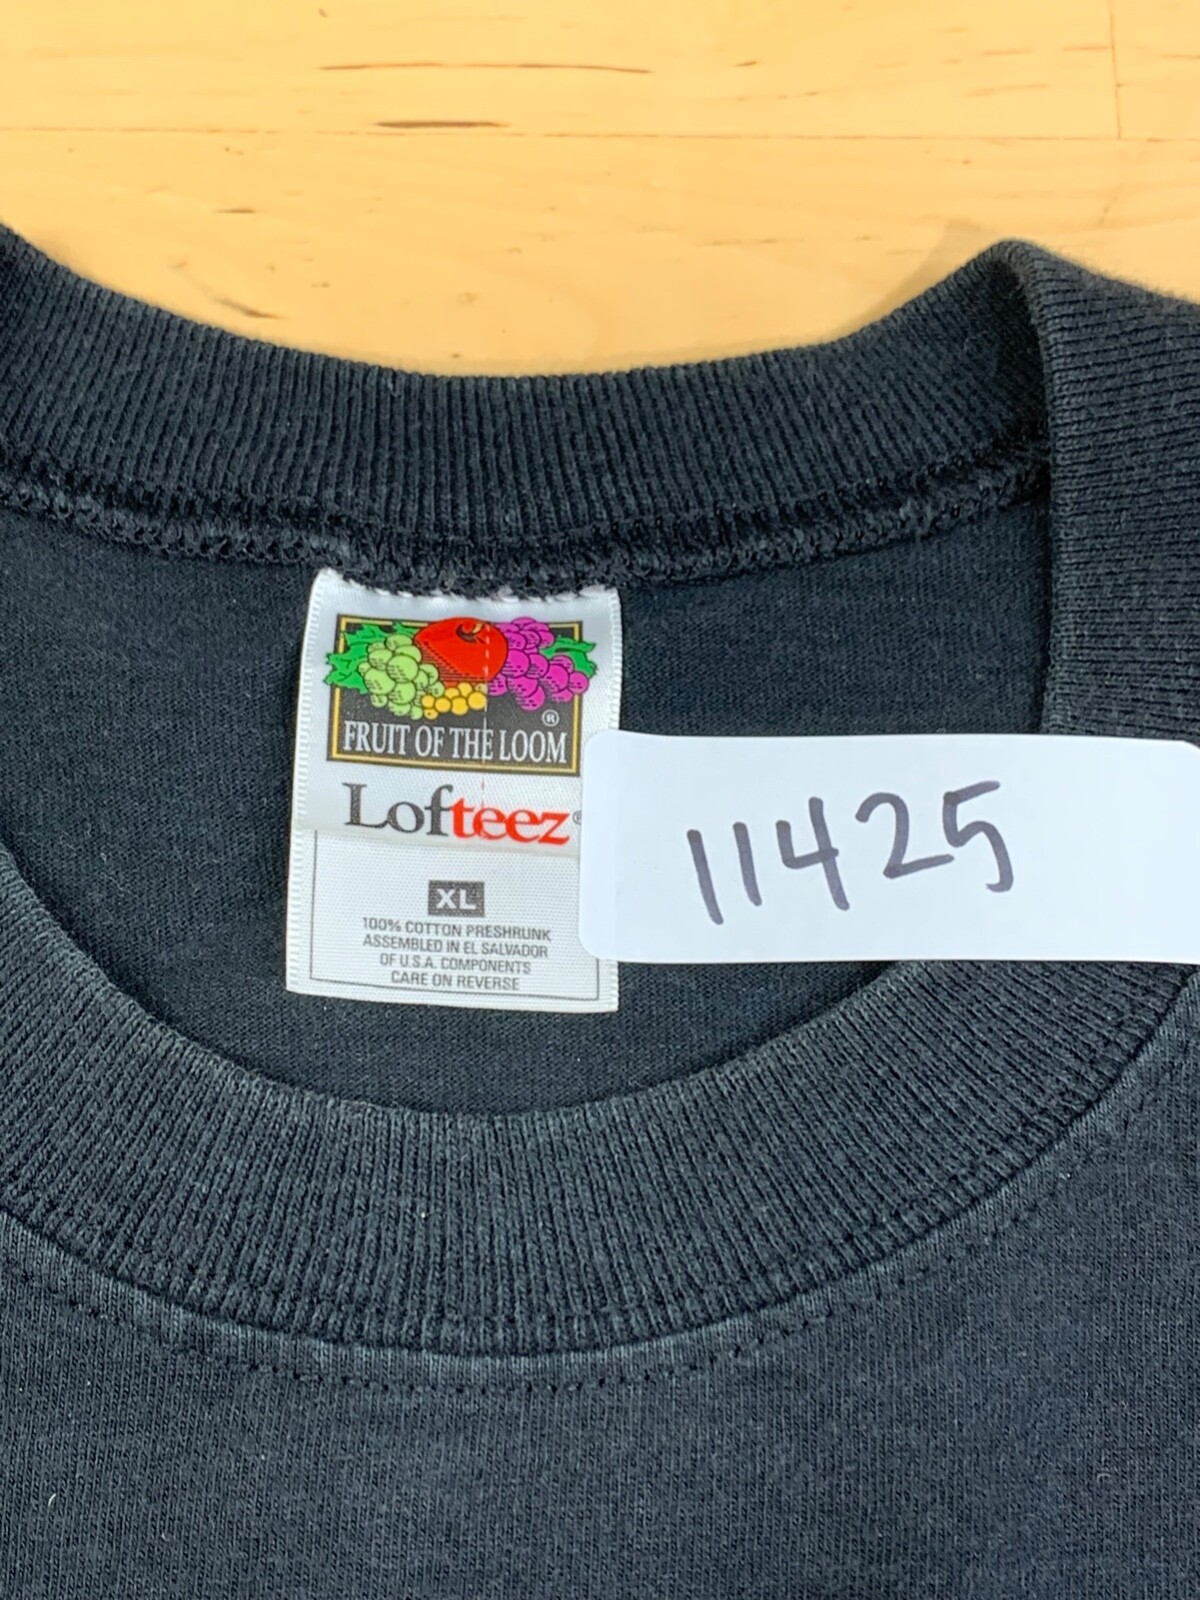 FRUIT OF THE LOOM®
Lofteez®
XL
100% COTTON PRESHRUNK
ASSEMBLED IN EL SALVADOR
OF U.S.A. COMPONENTS
CARE ON REVERSE
11425